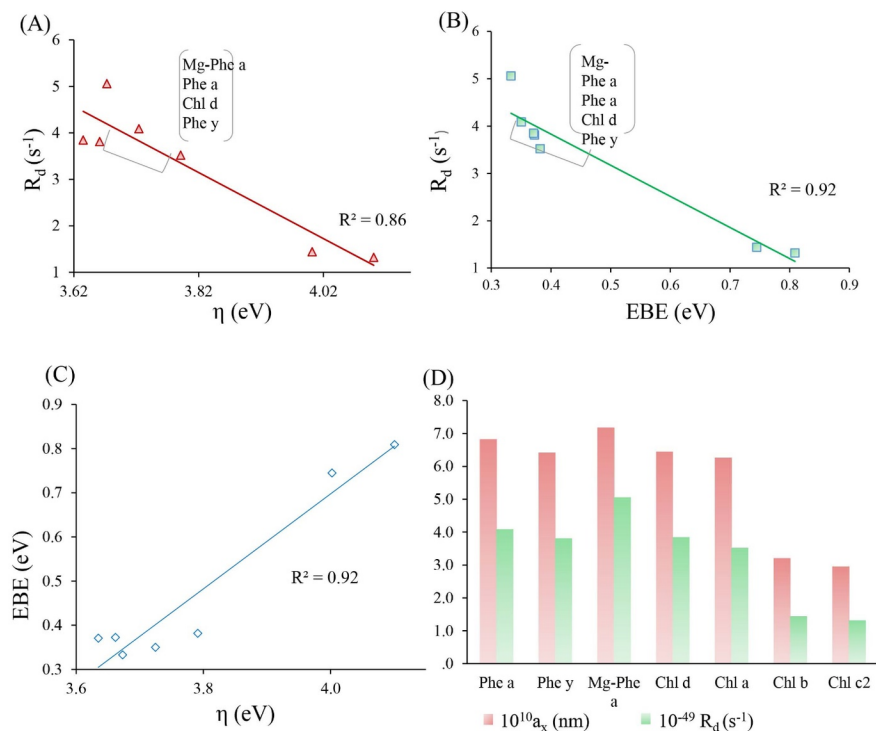 (A)
6
5
4
3
2
1
R_d (s⁻¹)
Mg-Phe a
Phe a
Chl d
Phe y
R² = 0.86
3.62
3.82
4.02
η (eV)
(B)
6
5
4
3
2
1
R_d (s⁻¹)
Mg-
Phe a
Phe a
Chl d
Phe y
R² = 0.92
0.3
0.4
0.5
0.6
0.7
0.8
0.9
EBE (eV)
(C)
0.9
0.8
0.7
0.6
0.5
0.4
0.3
EBE (eV)
R² = 0.92
3.6
3.8
4.0
η (eV)
(D)
8.0
7.0
6.0
5.0
4.0
3.0
2.0
1.0
.0
Phe a
Phe y
Mg-Phe
a
Chl d
Chl a
Chl b
Chl c2
10¹⁰aₓ (nm)
10⁻⁴⁹ R_d (s⁻¹)